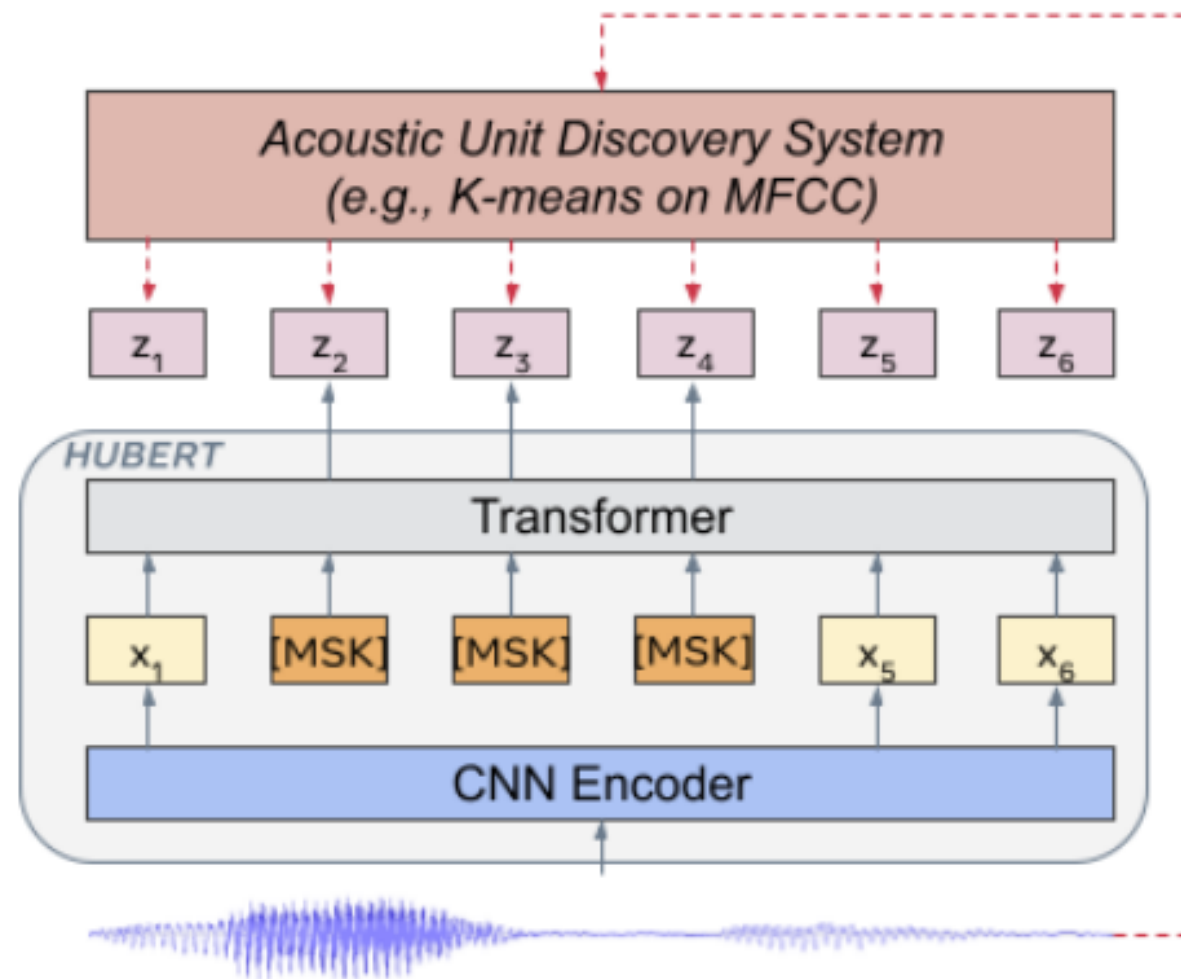 Acoustic Unit Discovery System
(e.g., K-means on MFCC)
z₁ z₂ z₃ z₄ z₅ z₆
HUBERT
Transformer
x₁ [MSK] [MSK] [MSK] x₅ x₆
CNN Encoder